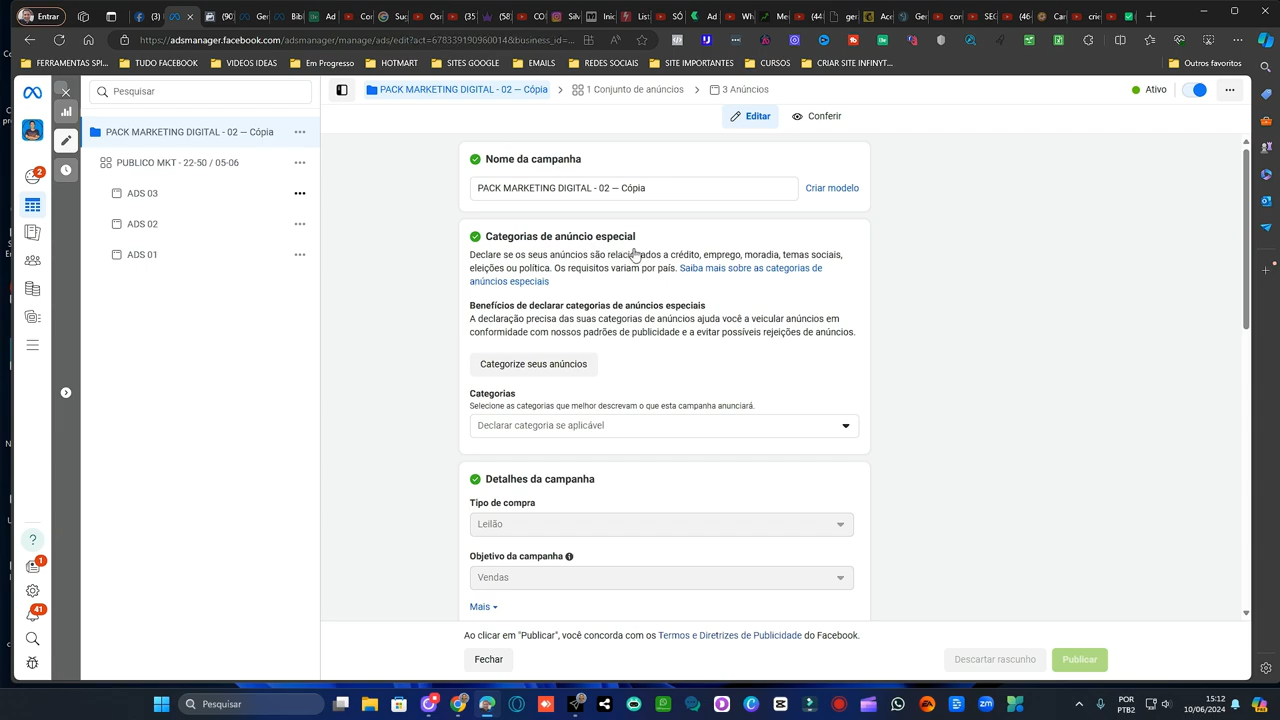 Entrar
https://adsmanager.facebook.com/adsmanager/manage/ads/edit?act=678339190960014&business_id=...
FERRAMENTAS SPI...
TUDO FACEBOOK
VIDEOS IDEAS
Em Progresso
HOTMART
SITES GOOGLE
EMAILS
REDES SOCIAIS
SITE IMPORTANTES
CURSOS
CRIAR SITE INFINYT...
Outros favoritos
Pesquisar
PACK MARKETING DIGITAL - 02 — Cópia
1 Conjunto de anúncios
3 Anúncios
Ativo
Editar
Conferir
PACK MARKETING DIGITAL - 02 — Cópia
PUBLICO MKT - 22-50 / 05-06
ADS 03
ADS 02
ADS 01
2
1
41
Nome da campanha
PACK MARKETING DIGITAL - 02 — Cópia
Criar modelo
Categorias de anúncio especial
Declare se os seus anúncios são relacionados a crédito, emprego, moradia, temas sociais,
eleições ou política. Os requisitos variam por país. Saiba mais sobre as categorias de
anúncios especiais
Benefícios de declarar categorias de anúncios especiais
A declaração precisa das suas categorias de anúncios ajuda você a veicular anúncios em
conformidade com nossos padrões de publicidade e a evitar possíveis rejeições de anúncios.
Categorize seus anúncios
Categorias
Selecione as categorias que melhor descrevam o que esta campanha anunciará.
Declarar categoria se aplicável
Detalhes da campanha
Tipo de compra
Leilão
Objetivo da campanha
Vendas
Mais
Ao clicar em "Publicar", você concorda com os Termos e Diretrizes de Publicidade do Facebook.
Fechar
Descartar rascunho
Publicar
Pesquisar
POR
PTB2
15:12
10/06/2024